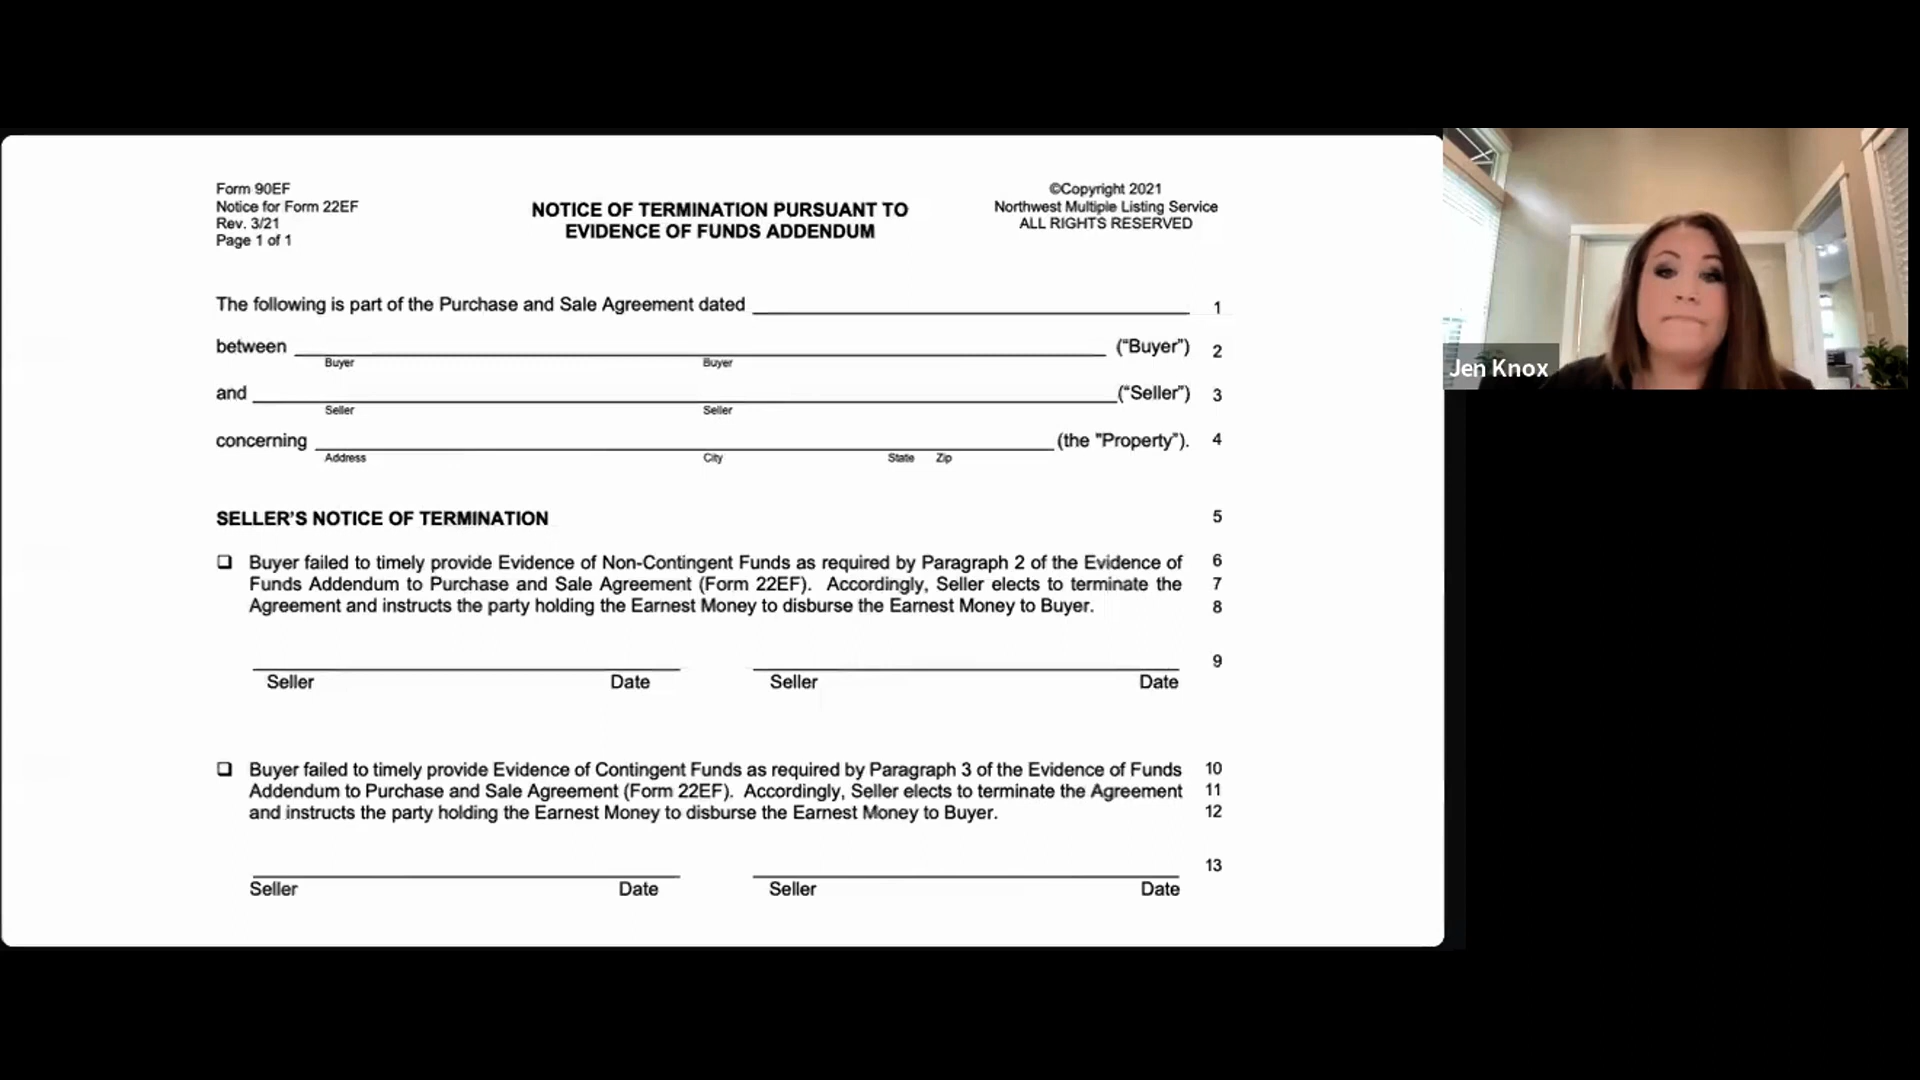 Form 90EF
Notice for Form 22EF
Rev. 3/21
Page 1 of 1
NOTICE OF TERMINATION PURSUANT TO
EVIDENCE OF FUNDS ADDENDUM
©Copyright 2021
Northwest Multiple Listing Service
ALL RIGHTS RESERVED
The following is part of the Purchase and Sale Agreement dated 1
between ("Buyer") 2
Buyer Buyer
and ("Seller") 3
Seller Seller
concerning (the "Property"). 4
Address City State Zip
SELLER'S NOTICE OF TERMINATION 5
Buyer failed to timely provide Evidence of Non-Contingent Funds as required by Paragraph 2 of the Evidence of 6
Funds Addendum to Purchase and Sale Agreement (Form 22EF). Accordingly, Seller elects to terminate the 7
Agreement and instructs the party holding the Earnest Money to disburse the Earnest Money to Buyer. 8
9
Seller Date Seller Date
Buyer failed to timely provide Evidence of Contingent Funds as required by Paragraph 3 of the Evidence of Funds 10
Addendum to Purchase and Sale Agreement (Form 22EF). Accordingly, Seller elects to terminate the Agreement 11
and instructs the party holding the Earnest Money to disburse the Earnest Money to Buyer. 12
13
Seller Date Seller Date
Jen Knox